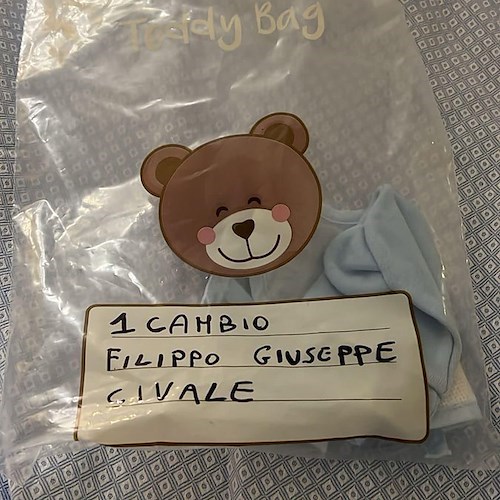 Teddy Bag
1 CAMBIO
FILIPPO GIUSEPPE
CIVALE